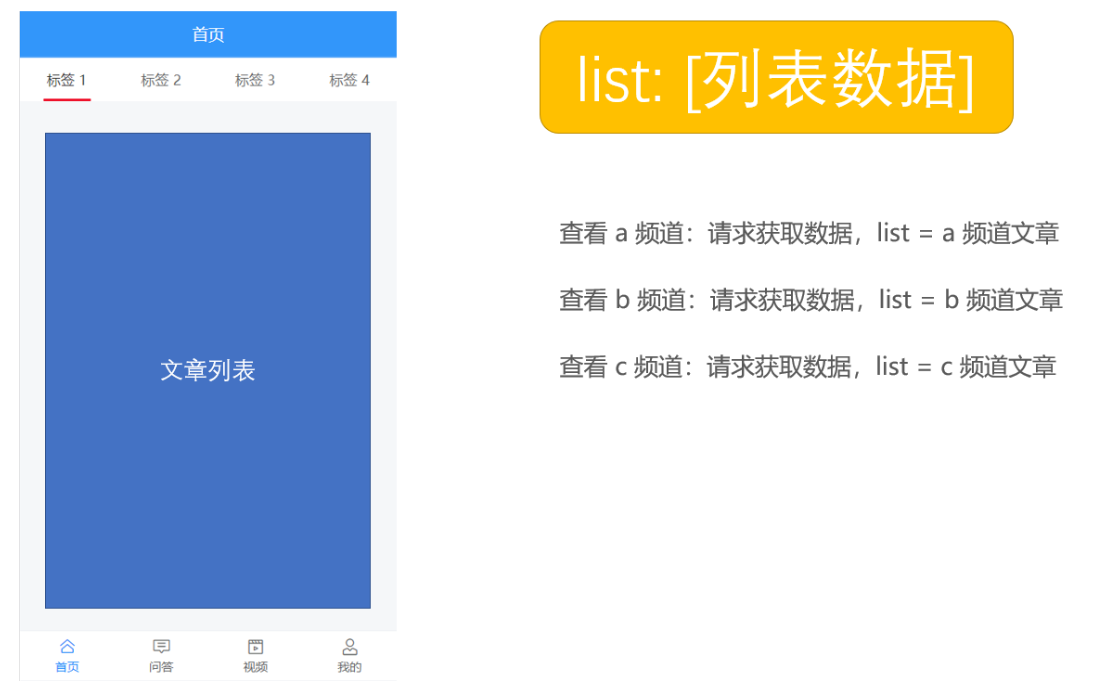 首页
标签 1 标签 2 标签 3 标签 4
文章列表
首页 问答 视频 我的
list: [列表数据]
查看 a 频道：请求获取数据，list = a 频道文章
查看 b 频道：请求获取数据，list = b 频道文章
查看 c 频道：请求获取数据，list = c 频道文章